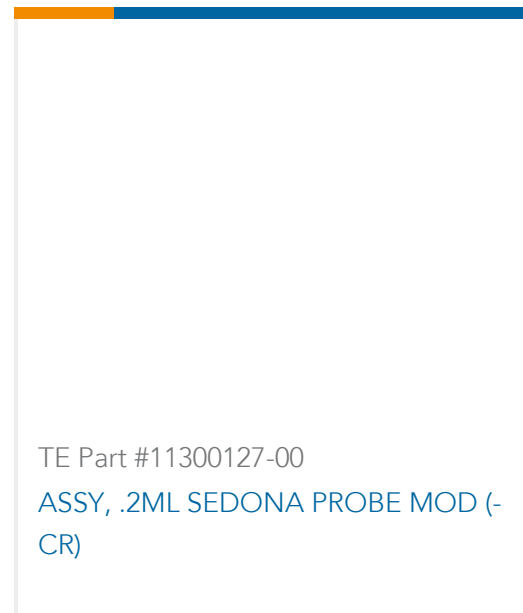 TE Part #11300127-00
ASSY, .2ML SEDONA PROBE MOD (-
CR)